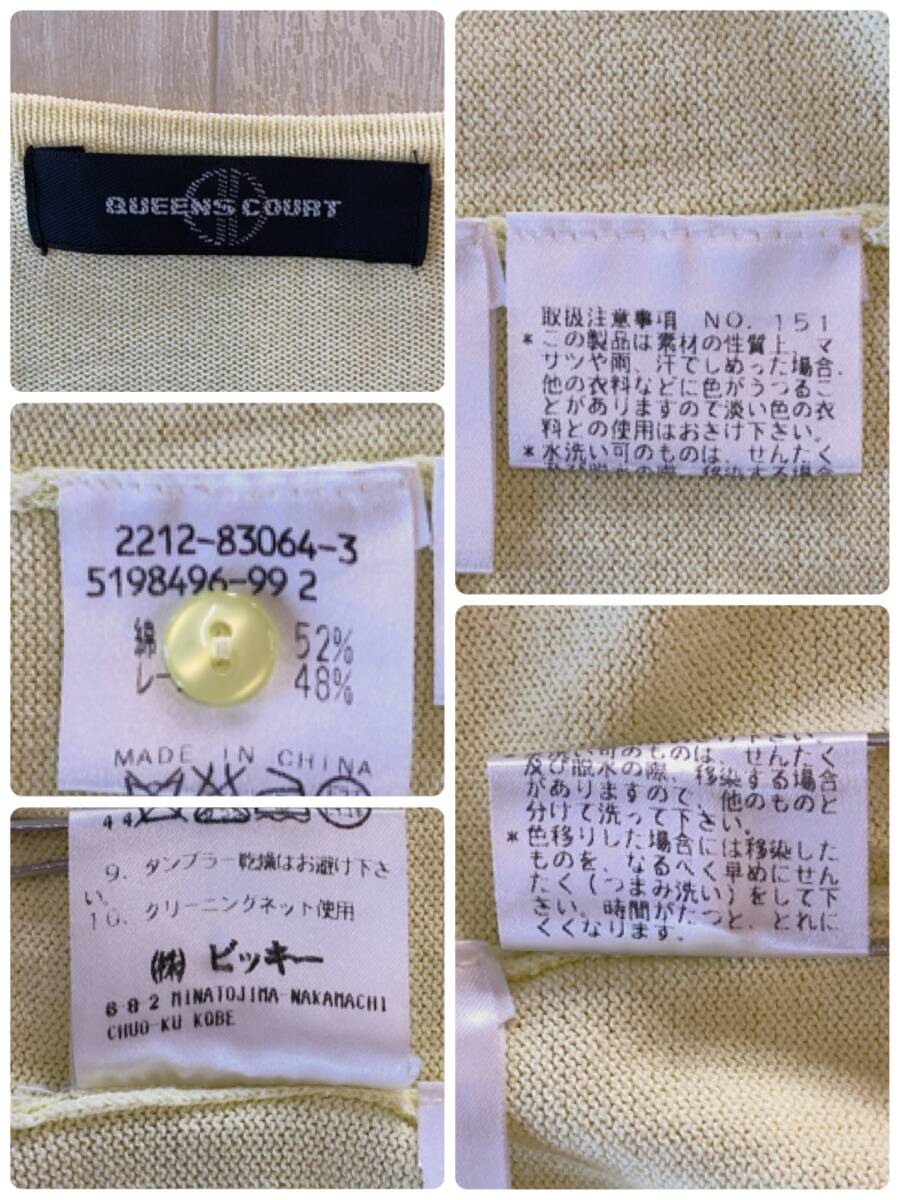 QUEENS COURT
取扱注意事項 NO. 151
* この製品は素材の性質上、マ
サツや雨、汗でしめった場合、
他の衣料などに色がうつるこ
とがありますので淡い色の衣
料との使用はおさけ下さい。
* 水洗い可のものは、せんたく
2212-83064-3
5198496-99 2
綿 52%
レー 48%
MADE IN CHINA
44
のものは、せんたく
及び脱水の際、移染する場合
がありますので、他のものと
分けて洗って下さい。
* 色移りした場合には移染した
ものを、なるべく早めにせん
たく(つまみ洗い)をして下
さい。時間がたつと、とれに
くくなります。
9. タンブラー乾燥はお避け下さ
い。
10. クリーニングネット使用
(株) ビッキー
6-8-2 MINATOJIMA-NAKAMACHI
CHUO-KU KOBE